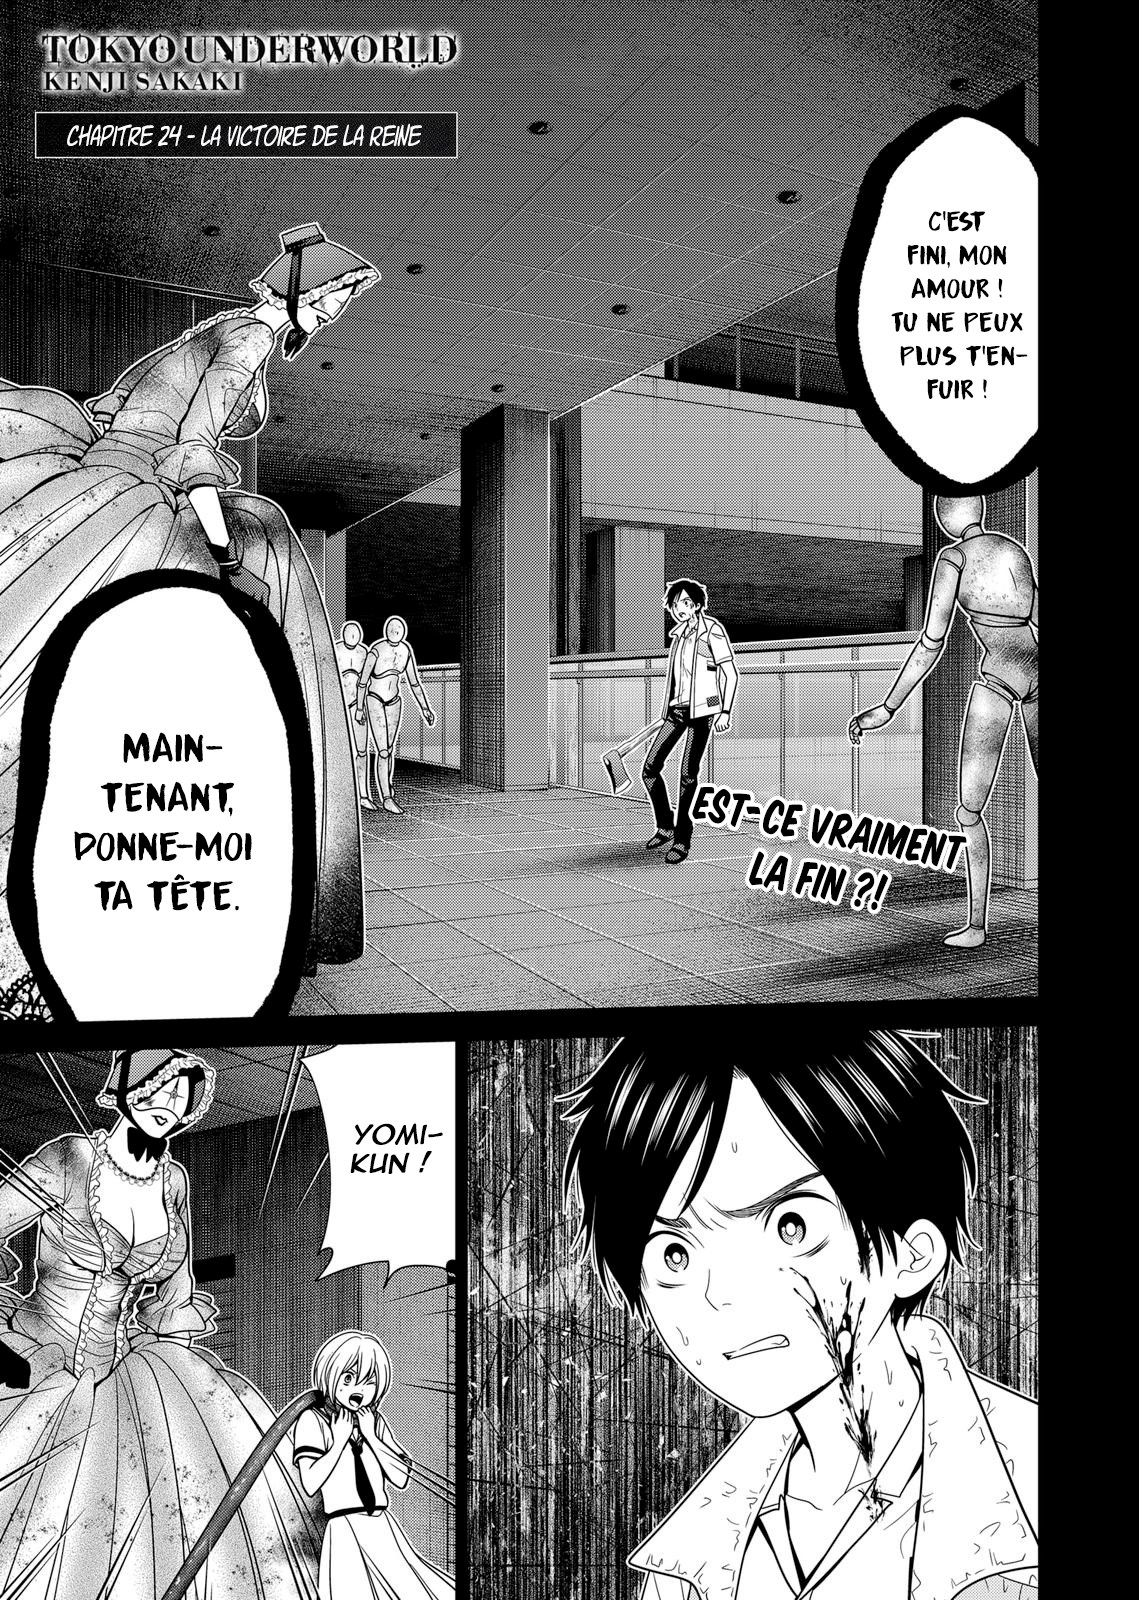 TOKYO UNDERWORLD
KENJI SAKAKI
CHAPITRE 24 - LA VICTOIRE DE LA REINE
C'EST
FINI, MON
AMOUR !
TU NE PEUX
PLUS T'EN-
FUIR !
MAIN-
TENANT,
DONNE-MOI
TA TÊTE.
EST-CE VRAIMENT
LA FIN ?!
YOMI-
KUN !